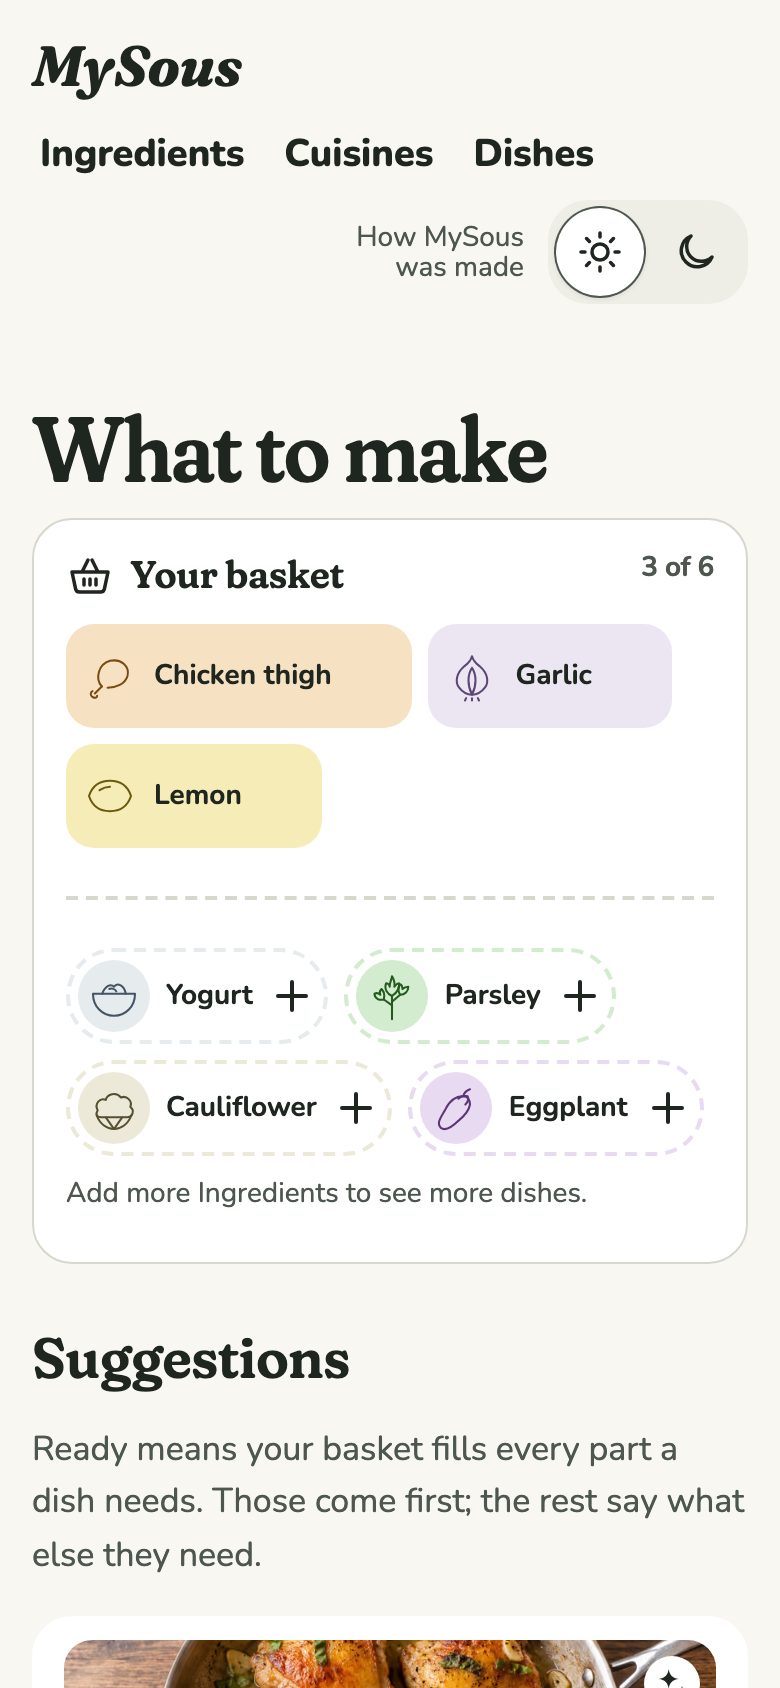 MySous
Ingredients Cuisines Dishes
How MySous
was made
What to make
Your basket
3 of 6
Chicken thigh
Garlic
Lemon
Yogurt
Parsley
Cauliflower
Eggplant
Add more Ingredients to see more dishes.
Suggestions
Ready means your basket fills every part a
dish needs. Those come first; the rest say what
else they need.